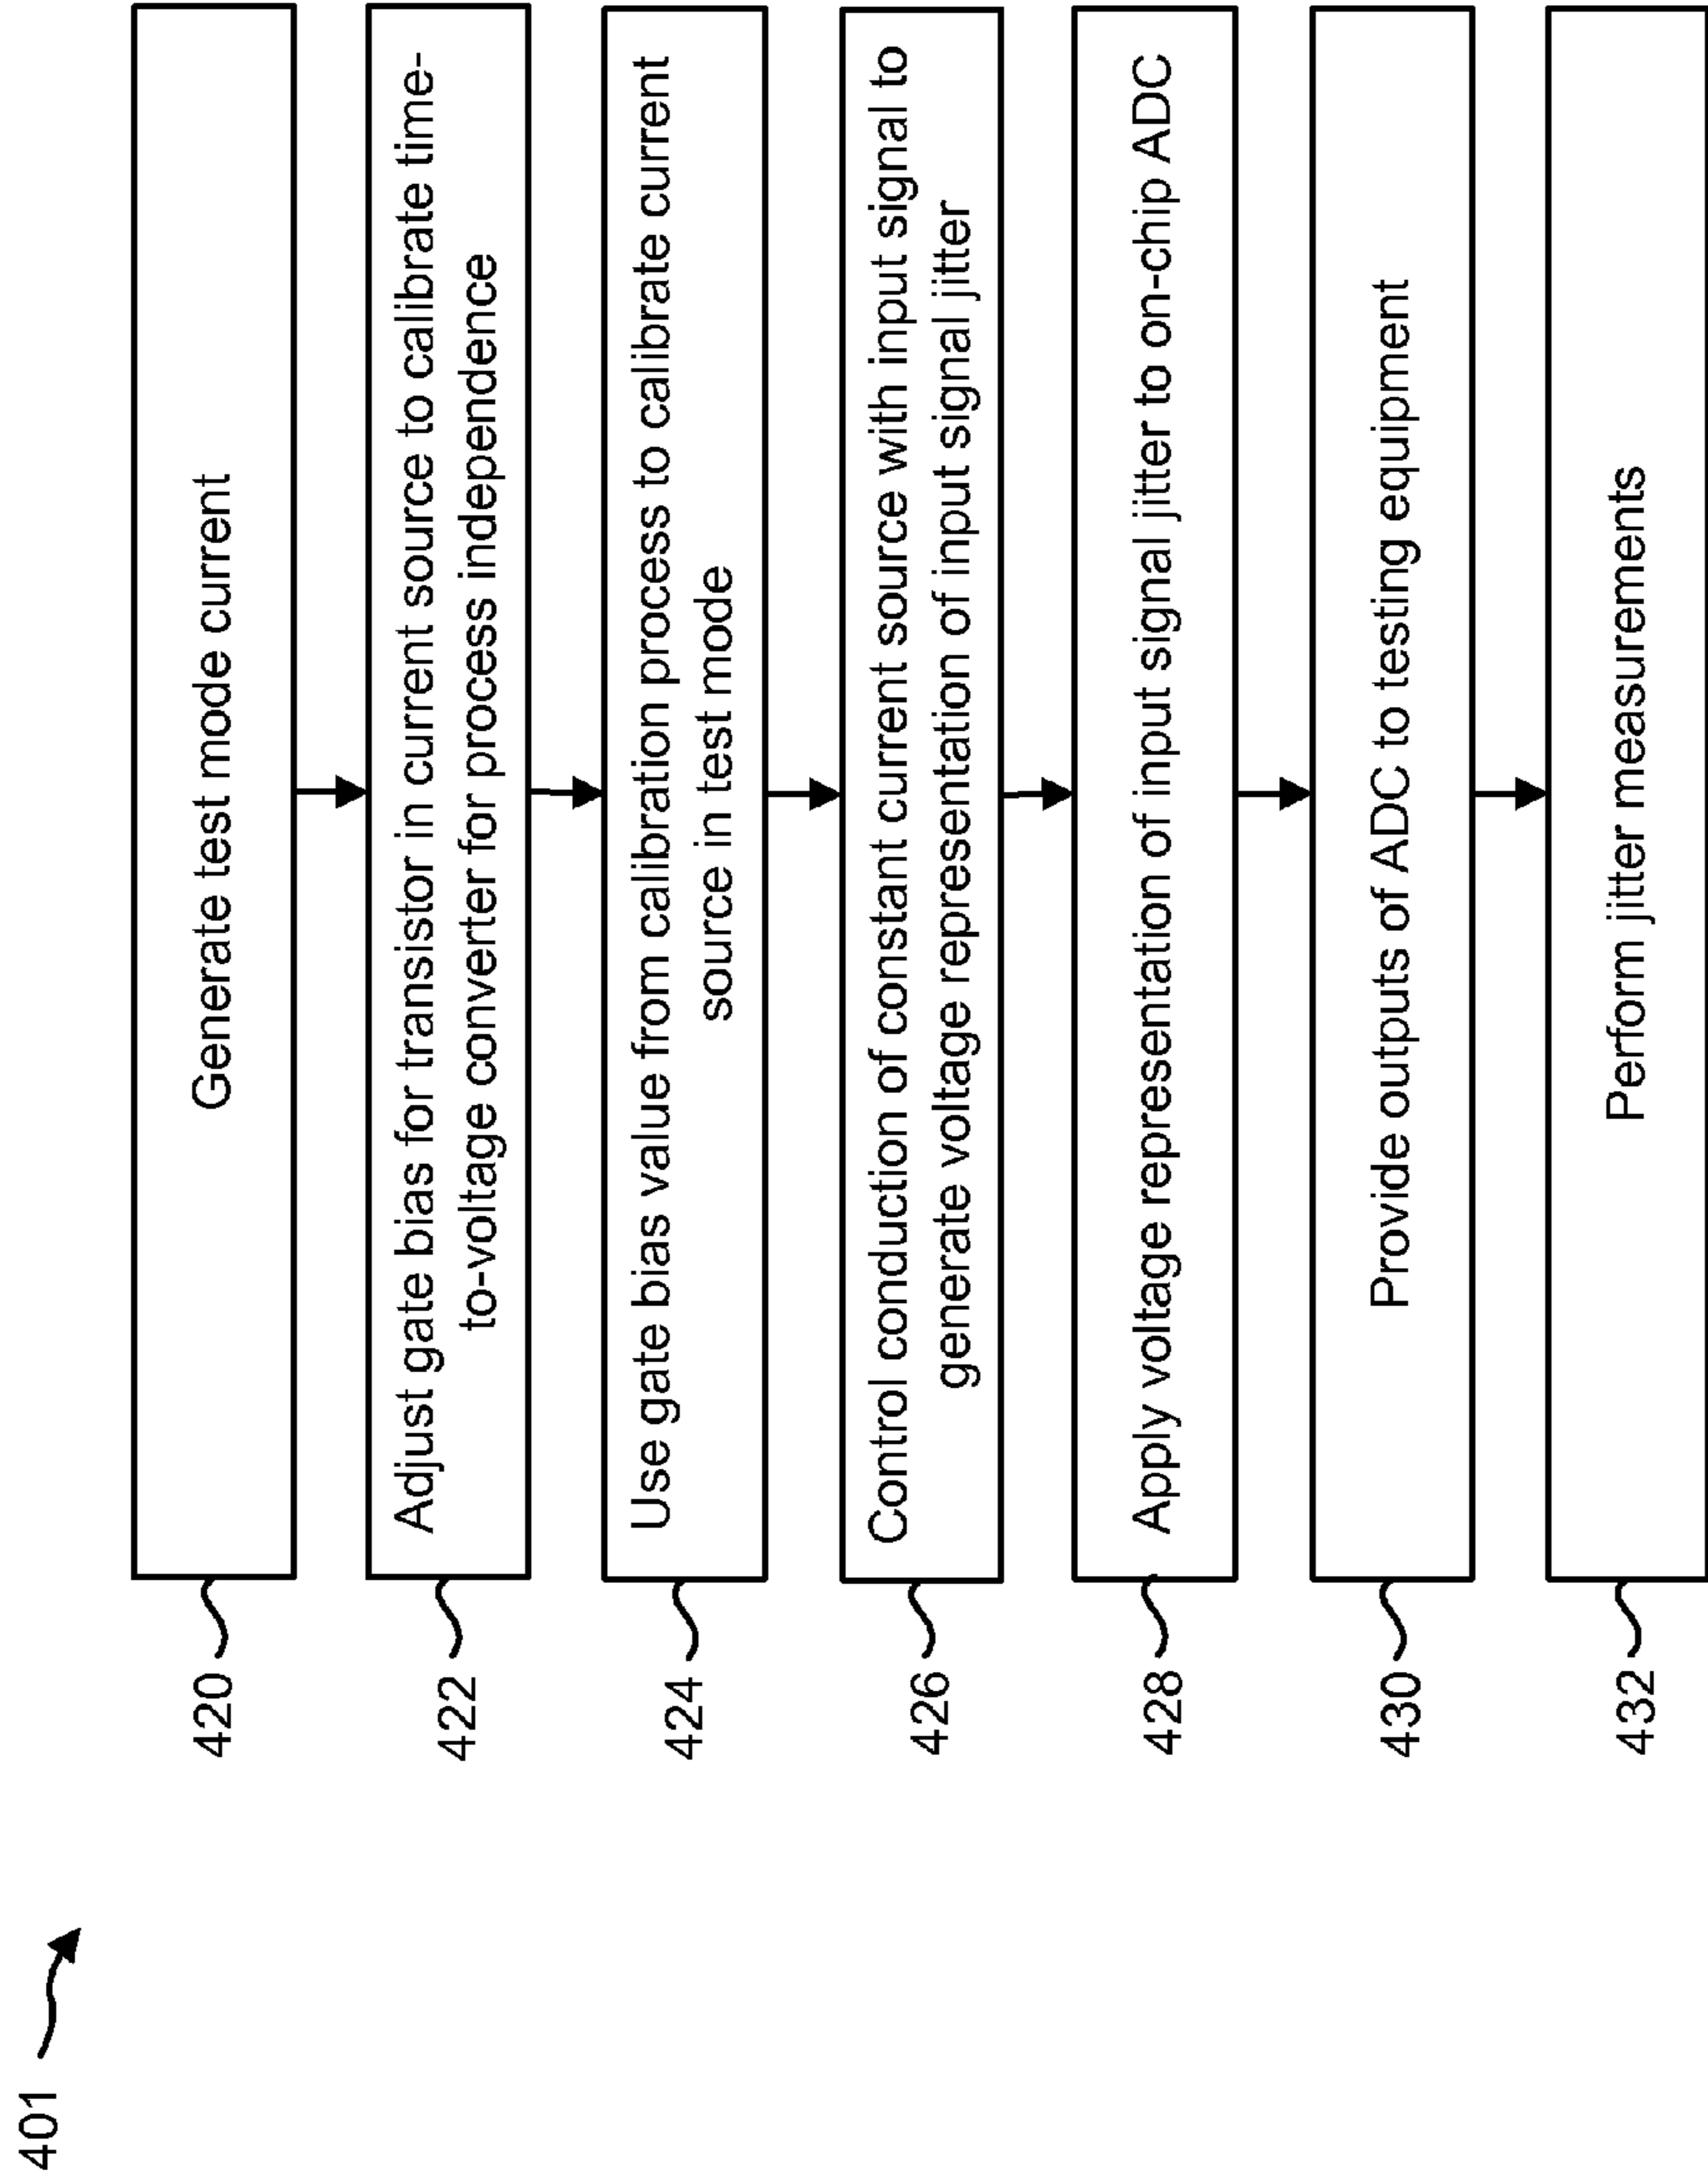 401
420
Generate test mode current
422
Adjust gate bias for transistor in current source to calibrate time-
to-voltage converter for process independence
424
Use gate bias value from calibration process to calibrate current
source in test mode
426
Control conduction of constant current source with input signal to
generate voltage representation of input signal jitter
428
Apply voltage representation of input signal jitter to on-chip ADC
430
Provide outputs of ADC to testing equipment
432
Perform jitter measurements